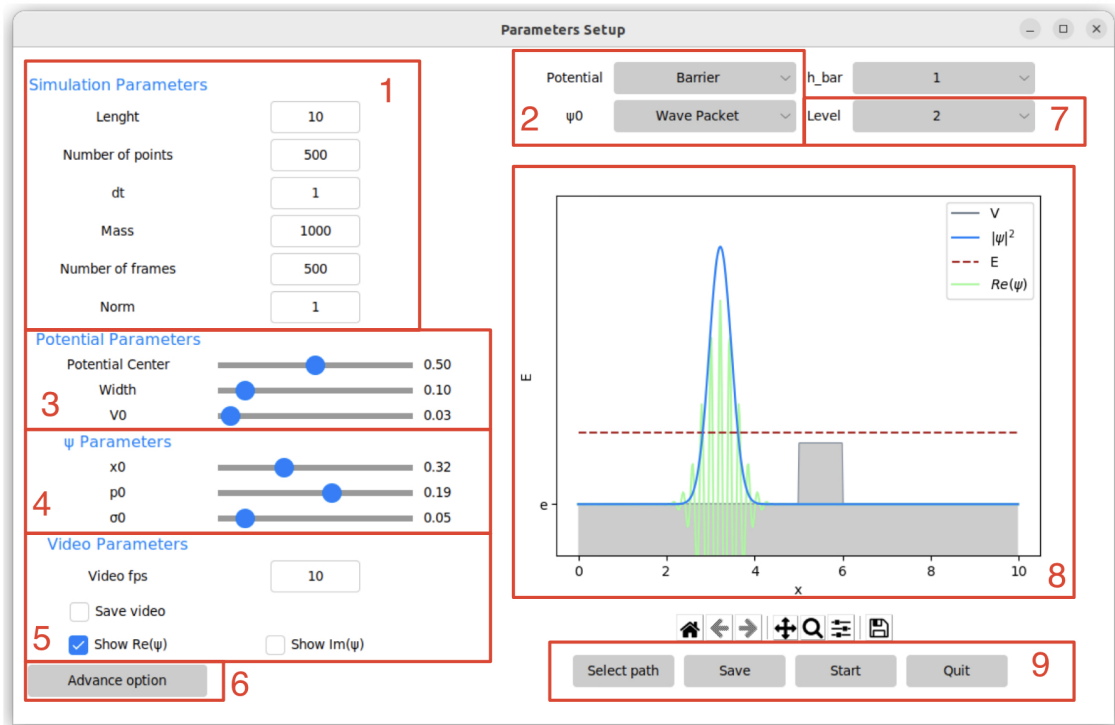 Parameters Setup
Simulation Parameters
1
Lenght 10
Number of points 500
dt 1
Mass 1000
Number of frames 500
Norm 1
Potential Parameters
Potential Center 0.50
Width 0.10
3
V0 0.03
ψ Parameters
x0 0.32
p0 0.19
4
σ0 0.05
Video Parameters
Video fps 10
Save video
5
Show Re(ψ) Show Im(ψ)
Advance option
6
Potential Barrier h_bar 1
2
ψ0 Wave Packet Level 2
7
V
|ψ|²
E
Re(ψ)
E
e
0 2 4 6 8 10
x
8
Select path Save Start Quit
9